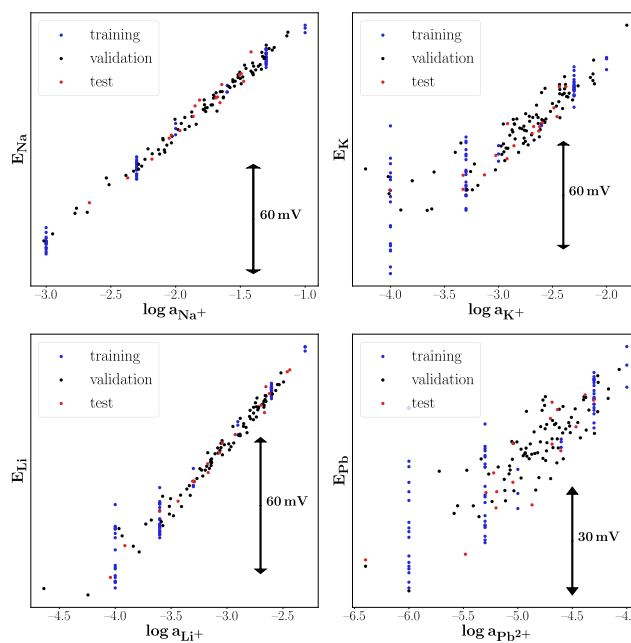 training
validation
test
E_Na
60 mV
−3.0 −2.5 −2.0 −1.5 −1.0
log a_Na+
training
validation
test
E_K
60 mV
−4.0 −3.5 −3.0 −2.5 −2.0
log a_K+
training
validation
test
E_Li
60 mV
−4.5 −4.0 −3.5 −3.0 −2.5
log a_Li+
training
validation
test
E_Pb
30 mV
−6.5 −6.0 −5.5 −5.0 −4.5 −4.0
log a_Pb2+